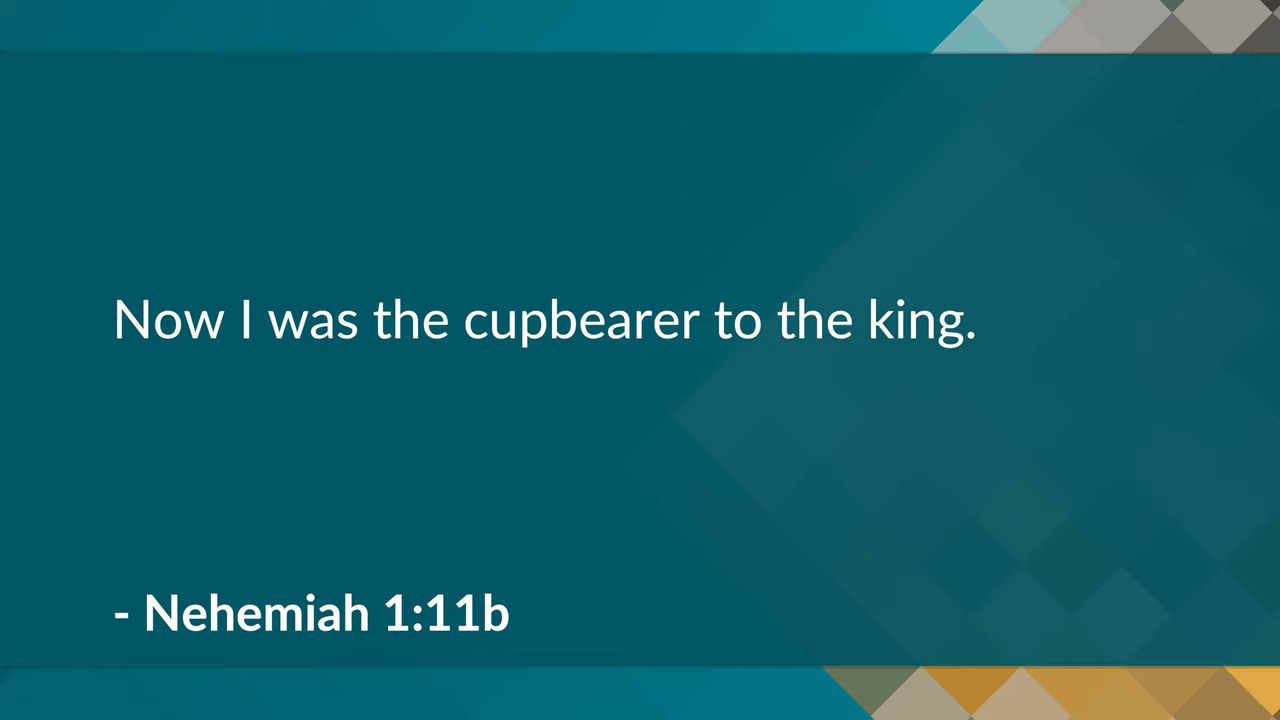 Now I was the cupbearer to the king.
- Nehemiah 1:11b